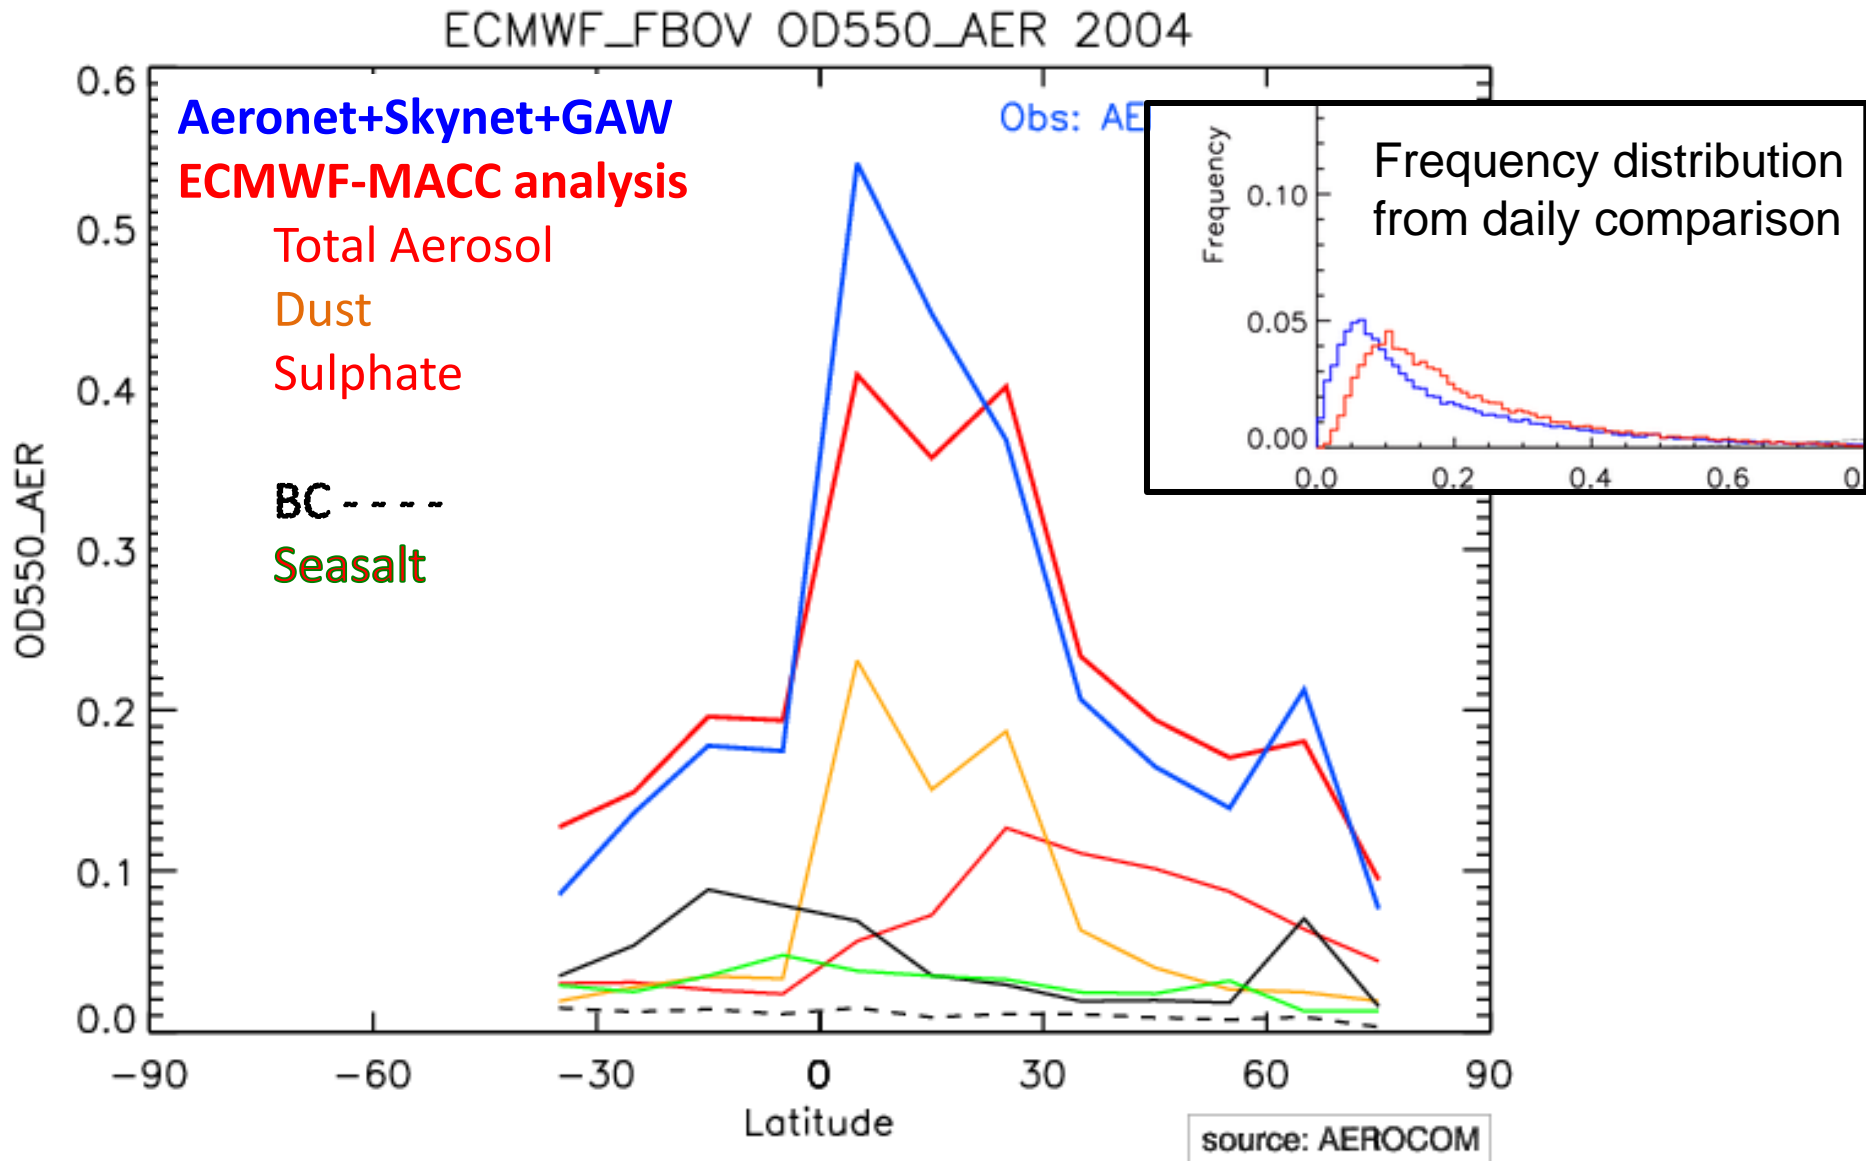 ECMWF_FBOV OD550_AER 2004
0.6
0.5
0.4
0.3
0.2
0.1
0.0
OD550_AER
Aeronet+Skynet+GAW
ECMWF-MACC analysis
Total Aerosol
Dust
Sulphate
BC - - - -
Seasalt
Obs:
Frequency distribution
from daily comparison
Frequency
0.10
0.05
0.00
0.0 0.2 0.4 0.6
-90 -60 -30 0 30 60 90
Latitude
source: AEROCOM